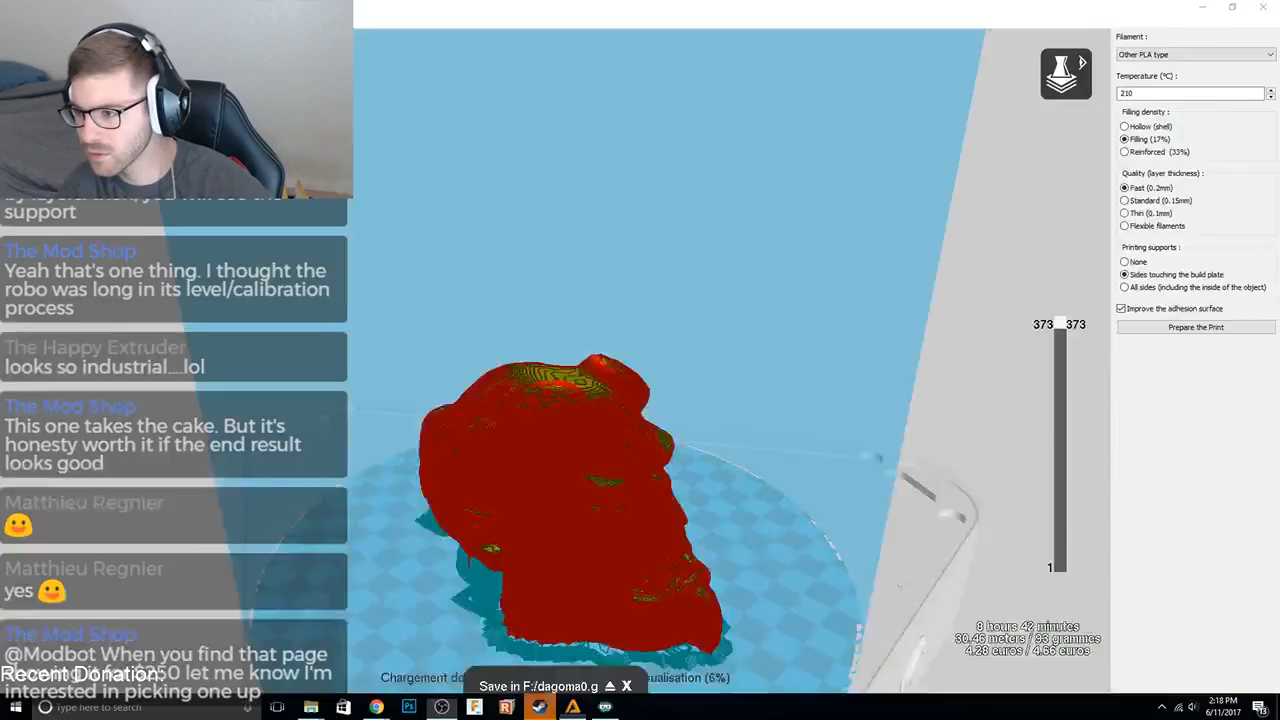 support
The Mod Shop
Yeah that's one thing. I thought the
robo was long in its level/calibration
process
The Happy Extruder
looks so industrial....lol
The Mod Shop
This one takes the cake. But it's
honesty worth it if the end result
looks good
Matthieu Regnier
Matthieu Regnier
yes
The Mod Shop
@Modbot When you find that page
Recent Donation:
let me know I'm
interested in picking one up
Filament :
Other PLA type
Temperature (°C) :
210
Filling density :
Hollow (shell)
Filling (17%)
Reinforced (33%)
Quality (layer thickness) :
Fast (0.2mm)
Standard (0.15mm)
Thin (0.1mm)
Flexible filaments
Printing supports :
None
Sides touching the build plate
All sides (including the inside of the object)
Improve the adhesion surface
Prepare the Print
373 373
1
8 hours 42 minutes
30.46 meters / 93 grammes
4.28 euros / 4.66 euros
Chargement
ualisation (6%)
Save in F:/dagoma0.g
Type here to search
2:18 PM
6/11/2017